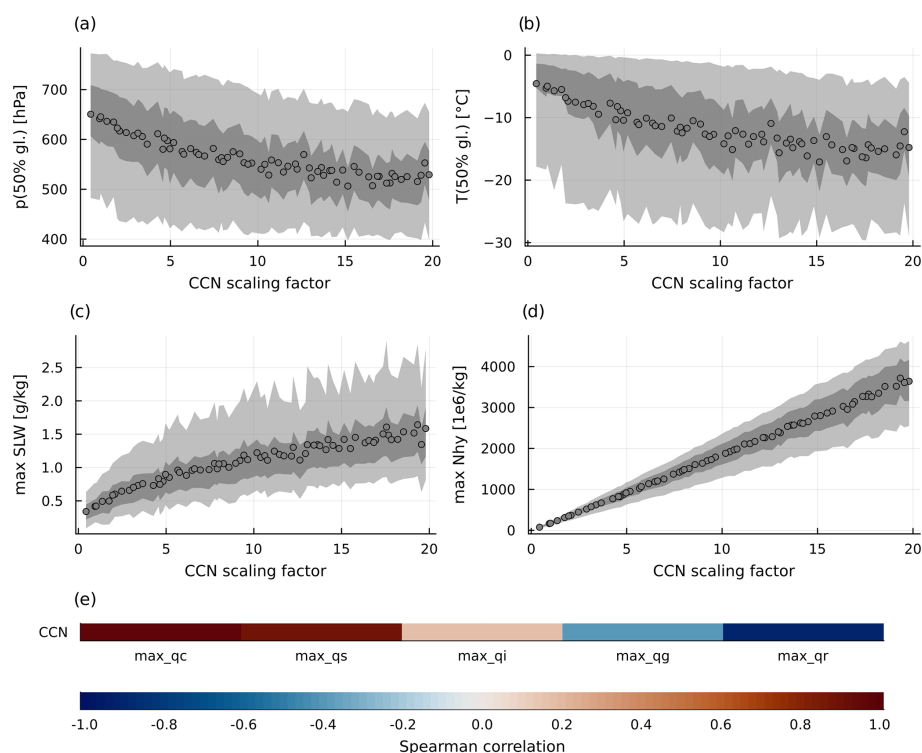 (a)
p(50% gl.) [hPa]
700
600
500
400
0 5 10 15 20
CCN scaling factor
(b)
T(50% gl.) [°C]
0
−10
−20
−30
0 5 10 15 20
CCN scaling factor
(c)
max SLW [g/kg]
2.5
2.0
1.5
1.0
0.5
0 5 10 15 20
CCN scaling factor
(d)
max Nhy [1e6/kg]
4000
3000
2000
1000
0
0 5 10 15 20
CCN scaling factor
(e)
CCN
max_qc max_qs max_qi max_qg max_qr
-1.0 -0.8 -0.6 -0.4 -0.2 0.0 0.2 0.4 0.6 0.8 1.0
Spearman correlation